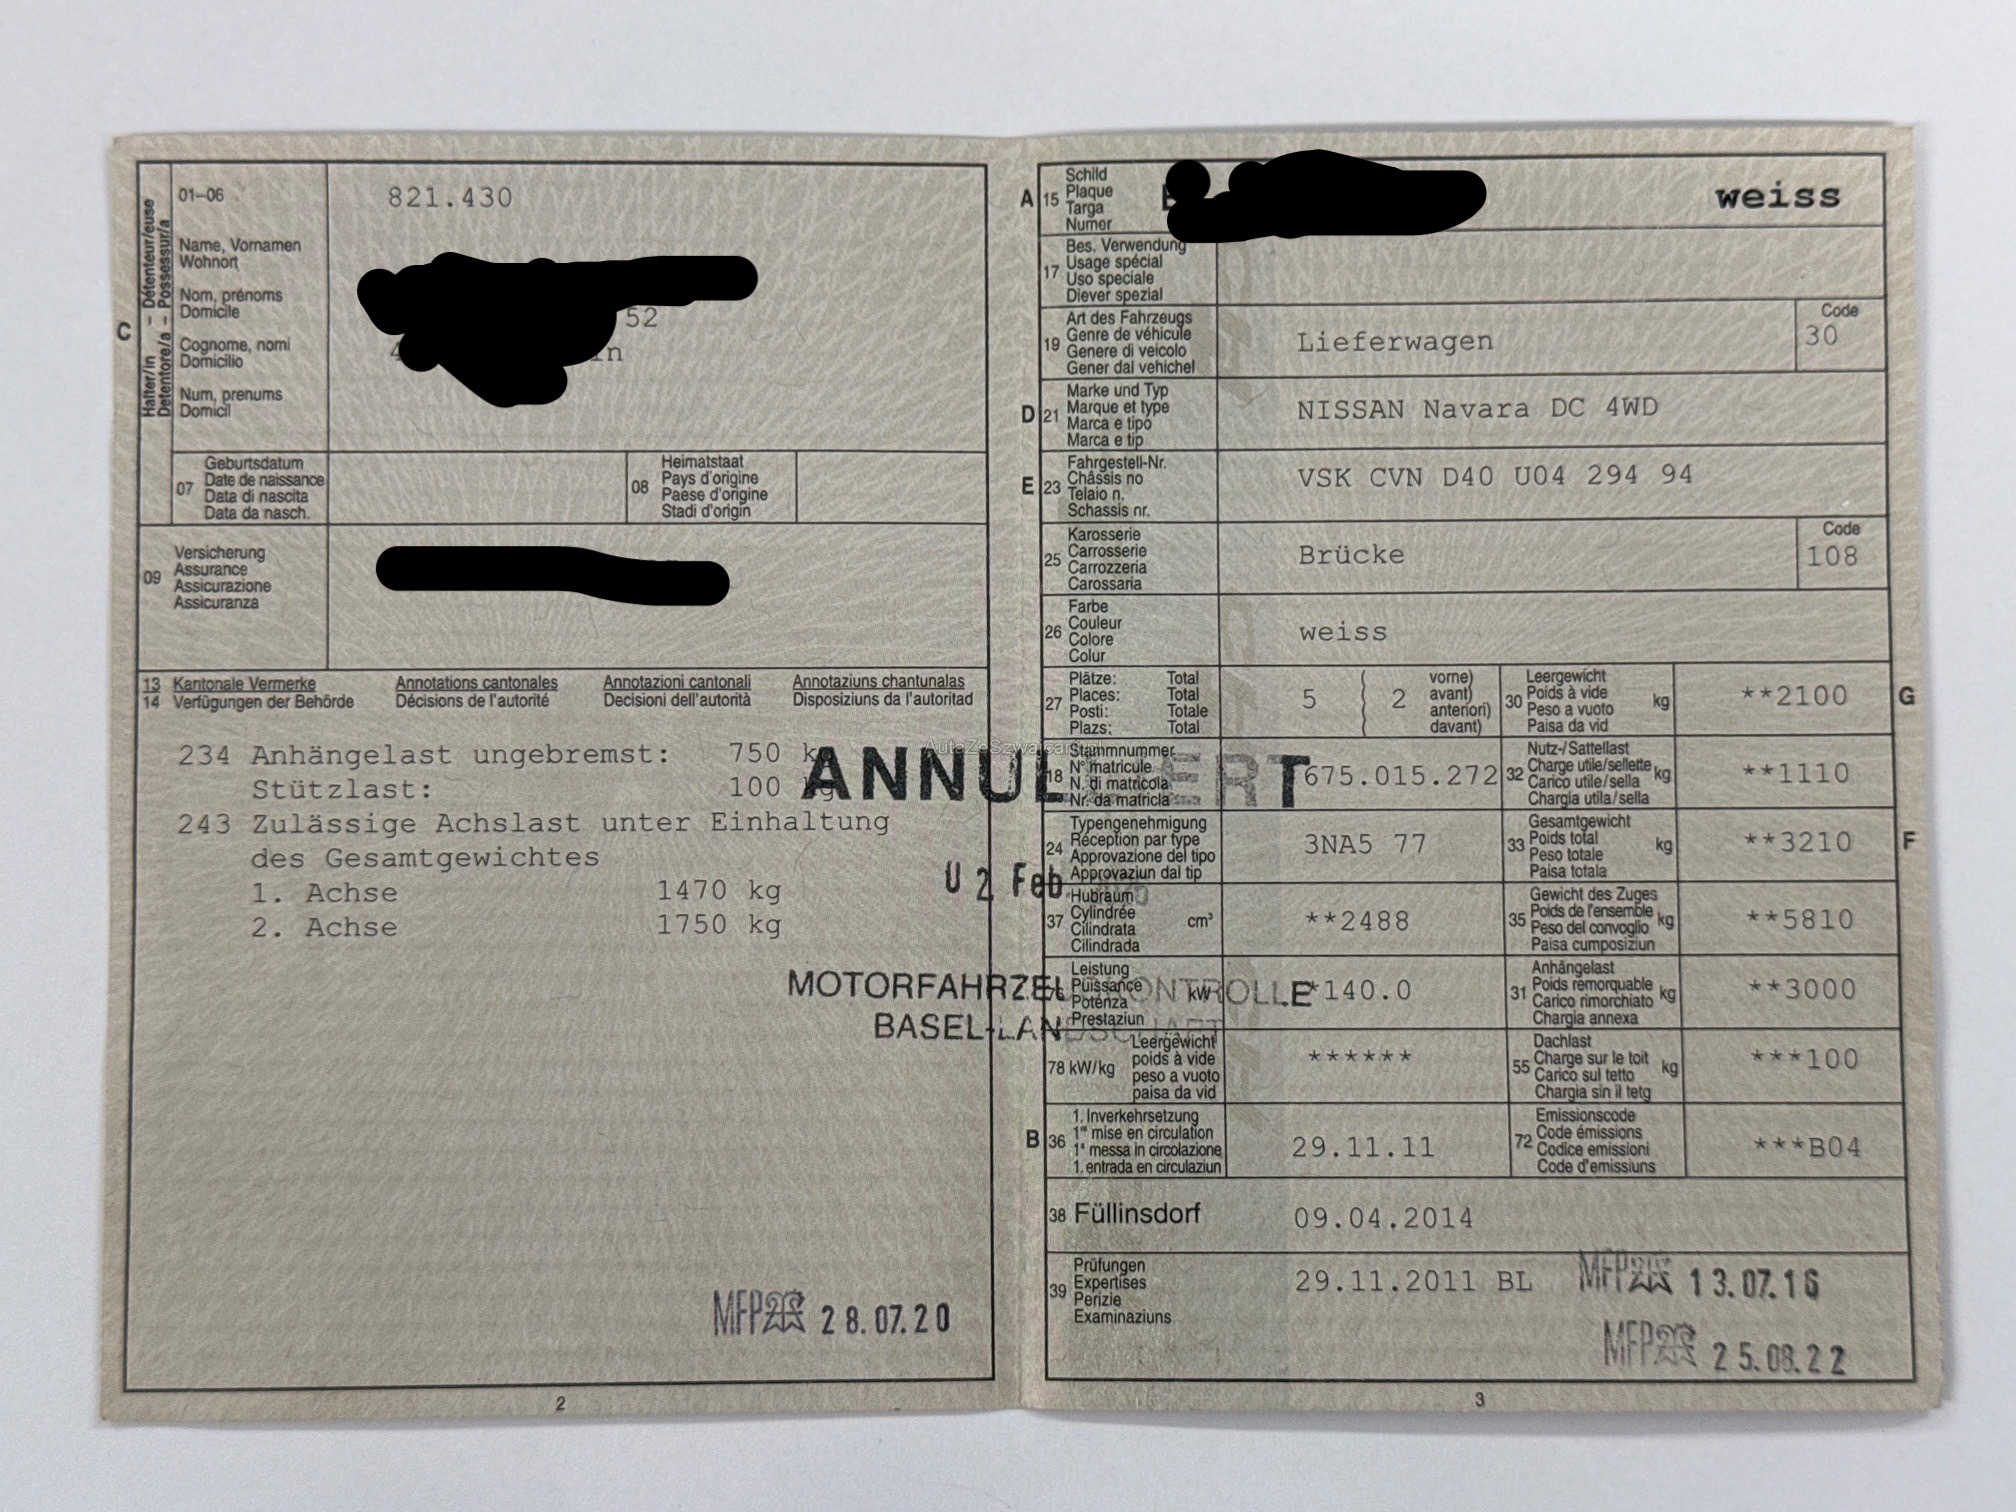 Halter/in – Détenteur/euse
Detentore/a – Possessur/a
C
01–06
821.430
Name, Vornamen
Wohnort
Nom, prénoms
Domicile
52
Cognome, nomi
Domicilio
in
Num, prenums
Domicil
07
Geburtsdatum
Date de naissance
Data di nascita
Data da nasch.
08
Heimatstaat
Pays d'origine
Paese d'origine
Stadi d'origin
09
Versicherung
Assurance
Assicurazione
Assicuranza
13 Kantonale Vermerke Annotations cantonales Annotazioni cantonali Annotaziuns chantunalas
14 Verfügungen der Behörde Décisions de l'autorité Decisioni dell'autorità Disposiziuns da l'autoritad
234 Anhängelast ungebremst: 750 kg
Stützlast: 100 kg
243 Zulässige Achslast unter Einhaltung
des Gesamtgewichtes
1. Achse 1470 kg
2. Achse 1750 kg
ANNULLIERT
02 Feb.
MOTORFAHRZEUGKONTROLLE
BASEL-LANDSCHAFT
MFP 28.07.20
2
A 15
Schild
Plaque
Targa
Numer
weiss
17
Bes. Verwendung
Usage spécial
Uso speciale
Diever spezial
19
Art des Fahrzeugs
Genre de véhicule
Genere di veicolo
Gener dal vehichel
Lieferwagen
Code
30
D 21
Marke und Typ
Marque et type
Marca e tipo
Marca e tip
NISSAN Navara DC 4WD
E 23
Fahrgestell-Nr.
Châssis no
Telaio n.
Schassis nr.
VSK CVN D40 U04 294 94
25
Karosserie
Carrosserie
Carrozzeria
Carossaria
Brücke
Code
108
26
Farbe
Couleur
Colore
Colur
weiss
27
Plätze: Total
Places: Total
Posti: Totale
Plazs: Total
5 ( 2
vorne)
avant)
anteriori)
davant)
30
Leergewicht
Poids à vide
Peso a vuoto
Paisa da vid
kg
**2100
G
18
Stammnummer
N° matricule
N. di matricola
Nr. da matricla
675.015.272
32
Nutz-/Sattellast
Charge utile/sellette
Carico utile/sella
Chargia utila/sella
kg
**1110
24
Typengenehmigung
Réception par type
Approvazione del tipo
Approvaziun dal tip
3NA5 77
33
Gesamtgewicht
Poids total
Peso totale
Paisa totala
kg
**3210
F
37
Hubraum
Cylindrée
Cilindrata
Cilindrada
cm³
**2488
35
Gewicht des Zuges
Poids de l'ensemble
Peso del convoglio
Paisa cumposiziun
kg
**5810
Leistung
Puissance
Potenza
Prestaziun
kW
*140.0
31
Anhängelast
Poids remorquable
Carico rimorchiato
Chargia annexa
kg
**3000
78 kW/kg
Leergewicht
poids à vide
peso a vuoto
paisa da vid
******
55
Dachlast
Charge sur le toit
Carico sul tetto
Chargia sin il tetg
kg
***100
B 36
1. Inverkehrsetzung
1re mise en circulation
1a messa in circolazione
1. entrada en circulaziun
29.11.11
72
Emissionscode
Code émissions
Codice emissioni
Code d'emissiuns
***B04
38 Füllinsdorf
09.04.2014
39
Prüfungen
Expertises
Perizie
Examinaziuns
29.11.2011 BL
MFP 13.07.16
MFP 25.08.22
3